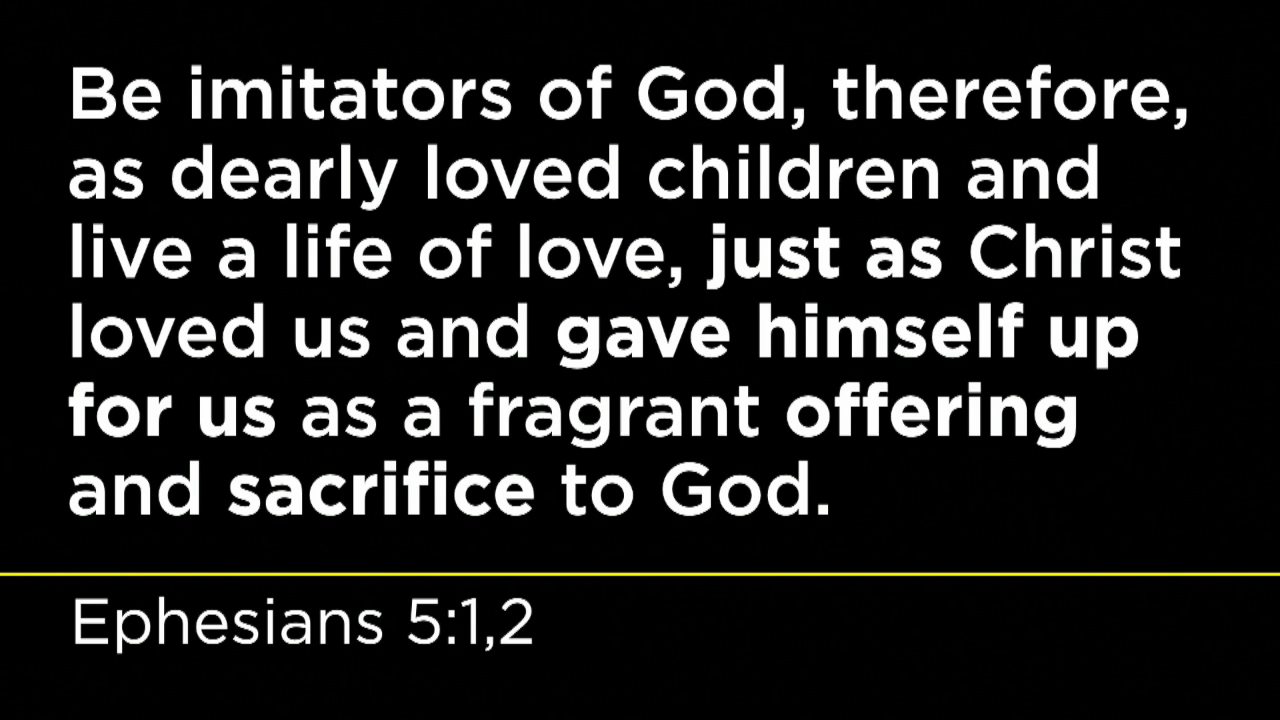 Be imitators of God, therefore,
as dearly loved children and
live a life of love, just as Christ
loved us and gave himself up
for us as a fragrant offering
and sacrifice to God.
Ephesians 5:1,2